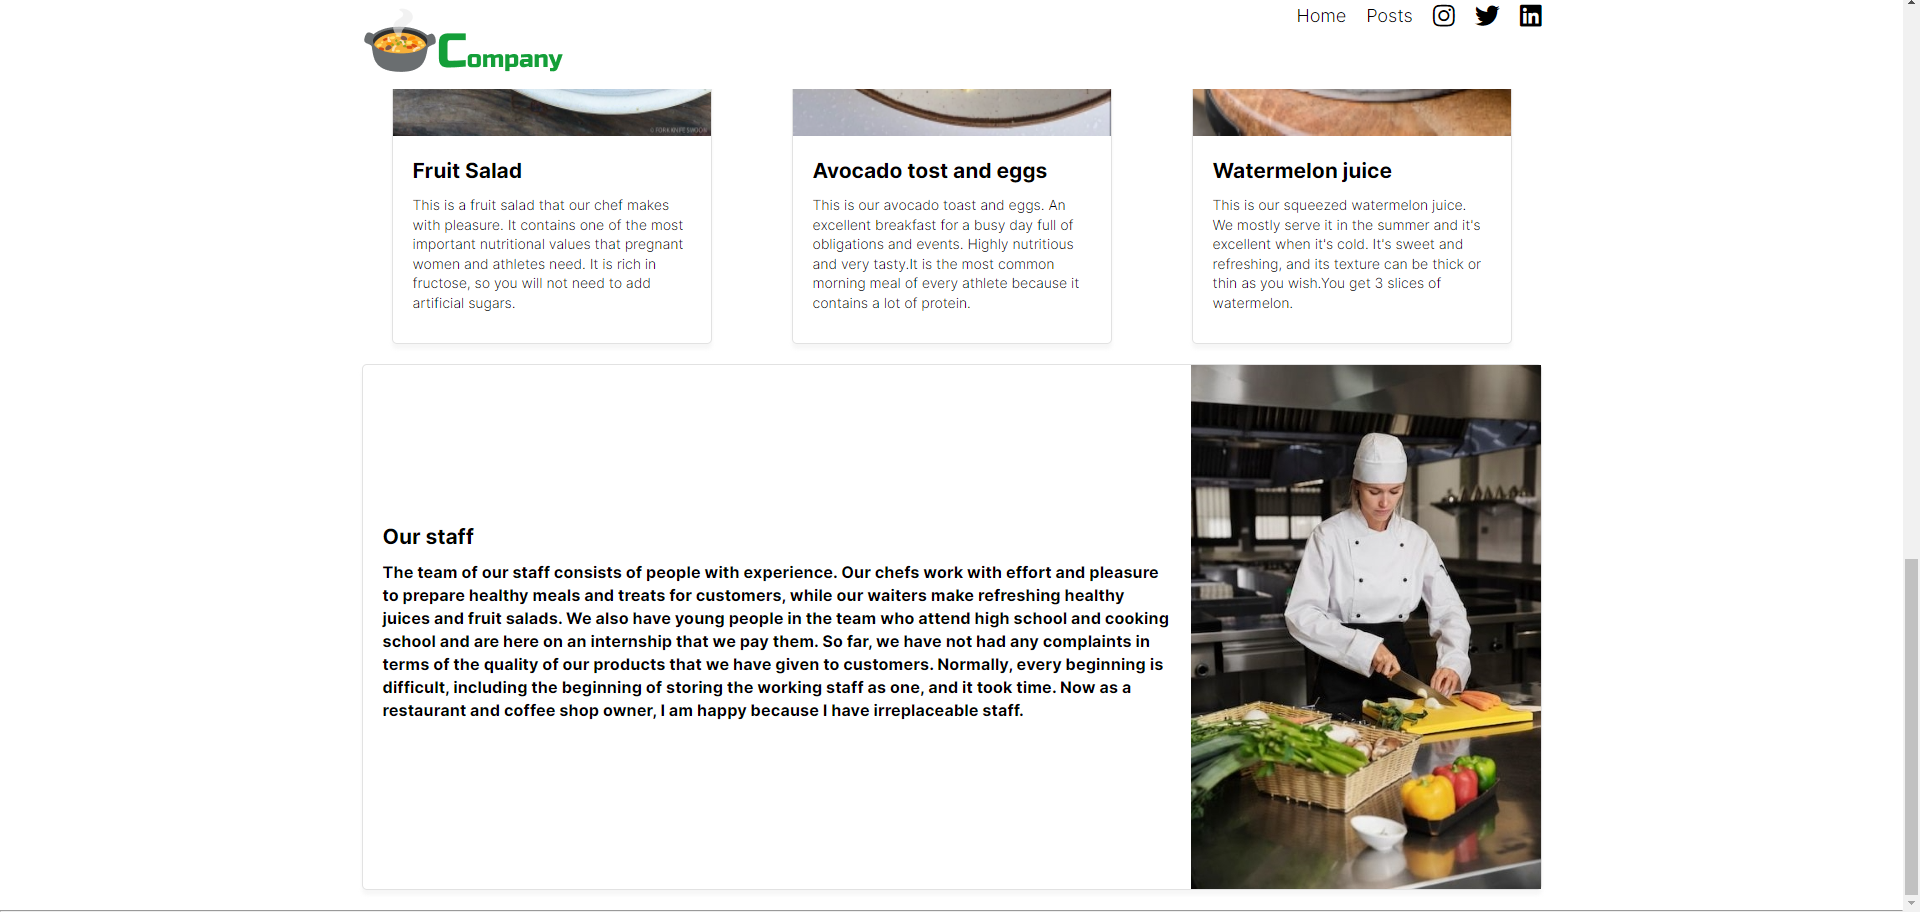 Company
Home Posts
© FORK KNIFE SWOON
Fruit Salad
This is a fruit salad that our chef makes
with pleasure. It contains one of the most
important nutritional values that pregnant
women and athletes need. It is rich in
fructose, so you will not need to add
artificial sugars.
Avocado tost and eggs
This is our avocado toast and eggs. An
excellent breakfast for a busy day full of
obligations and events. Highly nutritious
and very tasty.It is the most common
morning meal of every athlete because it
contains a lot of protein.
Watermelon juice
This is our squeezed watermelon juice.
We mostly serve it in the summer and it's
excellent when it's cold. It's sweet and
refreshing, and its texture can be thick or
thin as you wish.You get 3 slices of
watermelon.
Our staff
The team of our staff consists of people with experience. Our chefs work with effort and pleasure
to prepare healthy meals and treats for customers, while our waiters make refreshing healthy
juices and fruit salads. We also have young people in the team who attend high school and cooking
school and are here on an internship that we pay them. So far, we have not had any complaints in
terms of the quality of our products that we have given to customers. Normally, every beginning is
difficult, including the beginning of storing the working staff as one, and it took time. Now as a
restaurant and coffee shop owner, I am happy because I have irreplaceable staff.